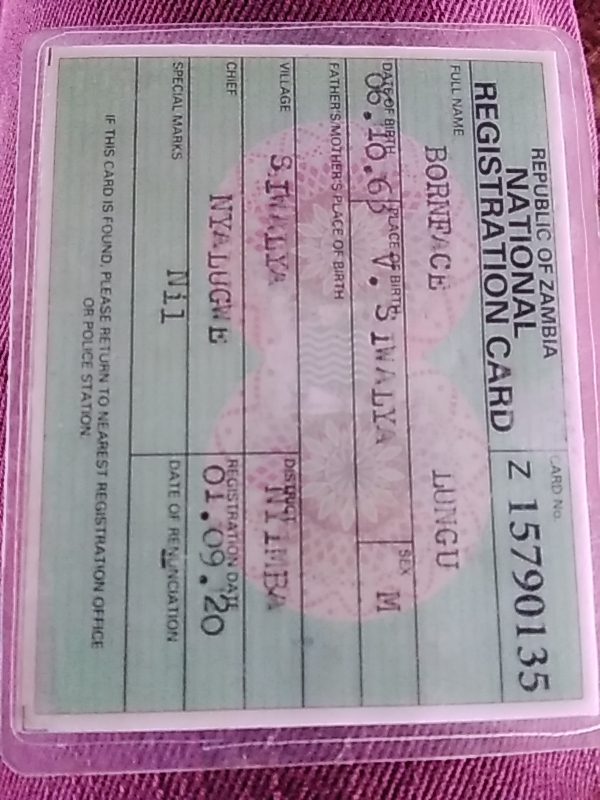 REPUBLIC OF ZAMBIA
NATIONAL
REGISTRATION CARD
CARD No.
Z 15790135
FULL NAME
BORNFACE LUNGU
DATE OF BIRTH PLACE OF BIRTH SEX
06.10.63 V. SIWALYA M
FATHER'S/MOTHER'S PLACE OF BIRTH
VILLAGE DISTRICT
SIWALYA NYIMBA
CHIEF REGISTRATION DATE
NYALUGWE 01.09.20
SPECIAL MARKS DATE OF RENUNCIATION
Nil
IF THIS CARD IS FOUND, PLEASE RETURN TO NEAREST REGISTRATION OFFICE
OR POLICE STATION.